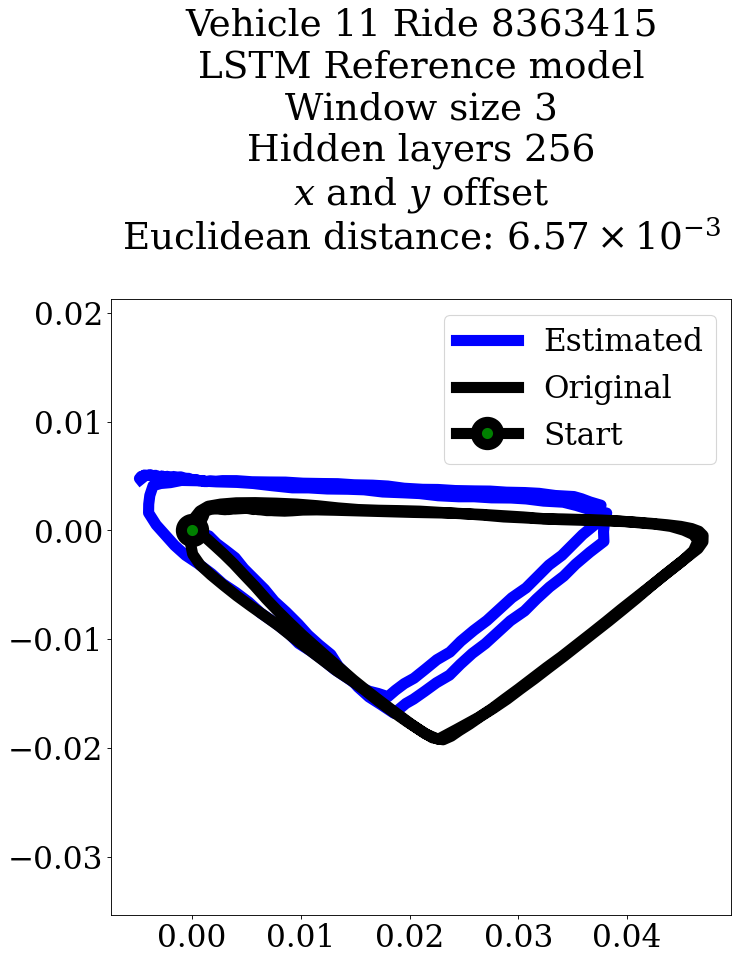 Vehicle 11 Ride 8363415
LSTM Reference model
Window size 3
Hidden layers 256
x and y offset
Euclidean distance: 6.57 × 10⁻³
Estimated
Original
Start
0.02
0.01
0.00
−0.01
−0.02
−0.03
0.00 0.01 0.02 0.03 0.04